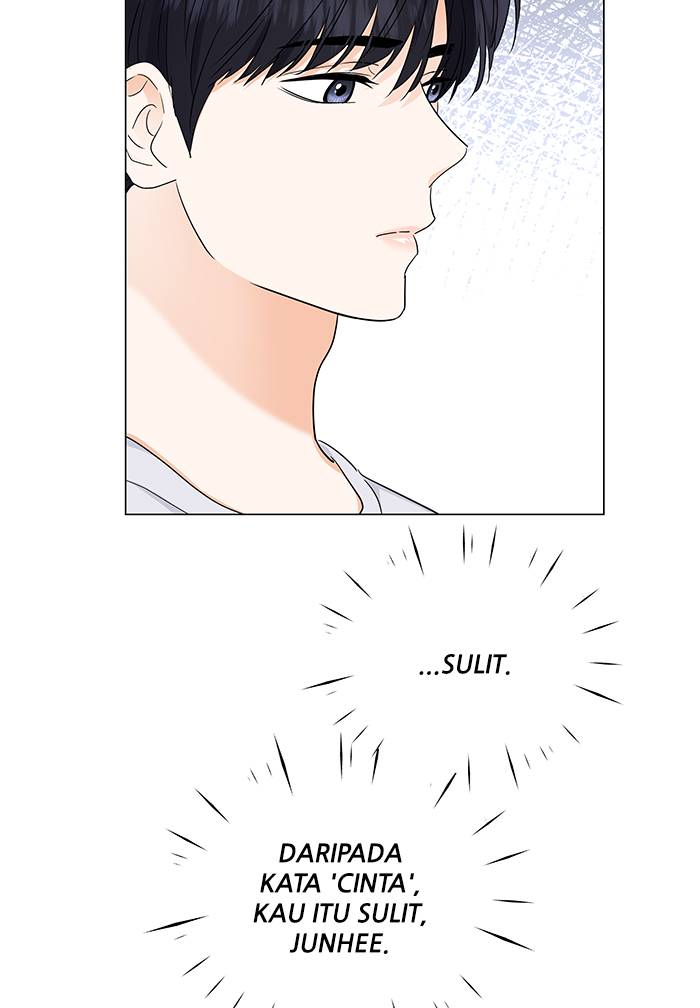 ...SULIT.
DARIPADA
KATA 'CINTA',
KAU ITU SULIT,
JUNHEE.